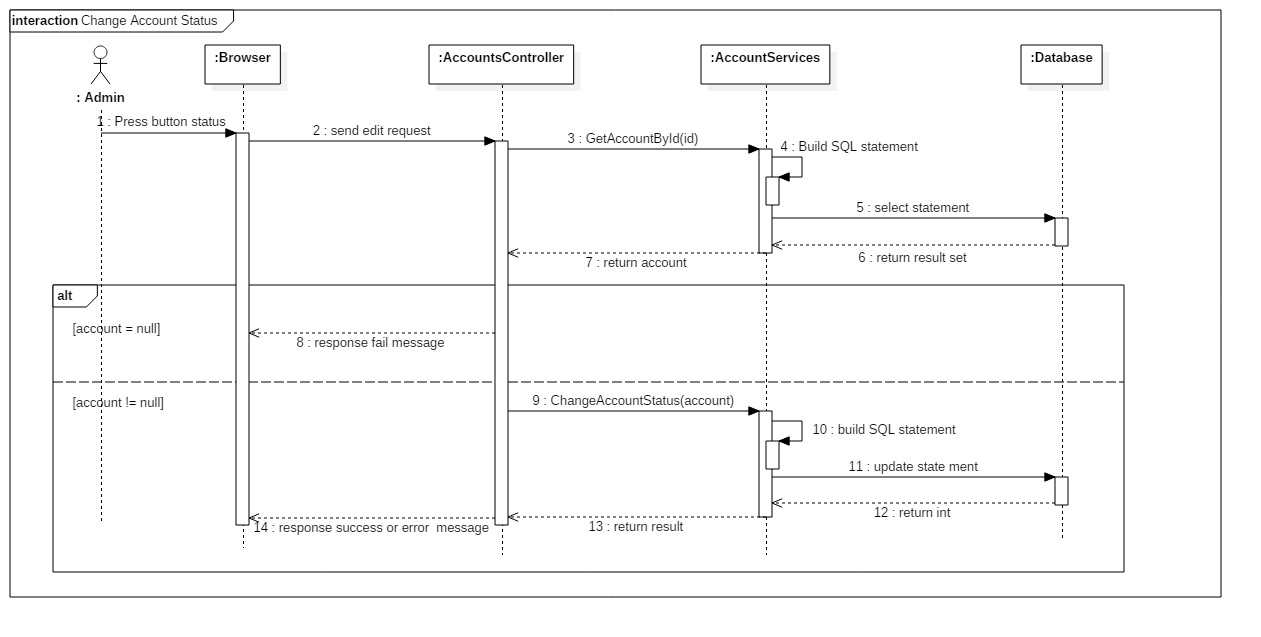 interaction Change Account Status
:Browser
:AccountsController
:AccountServices
:Database
: Admin
1 : Press button status
2 : send edit request
3 : GetAccountById(id)
4 : Build SQL statement
5 : select statement
6 : return result set
7 : return account
alt
[account = null]
8 : response fail message
[account != null]
9 : ChangeAccountStatus(account)
10 : build SQL statement
11 : update state ment
12 : return int
13 : return result
14 : response success or error  message